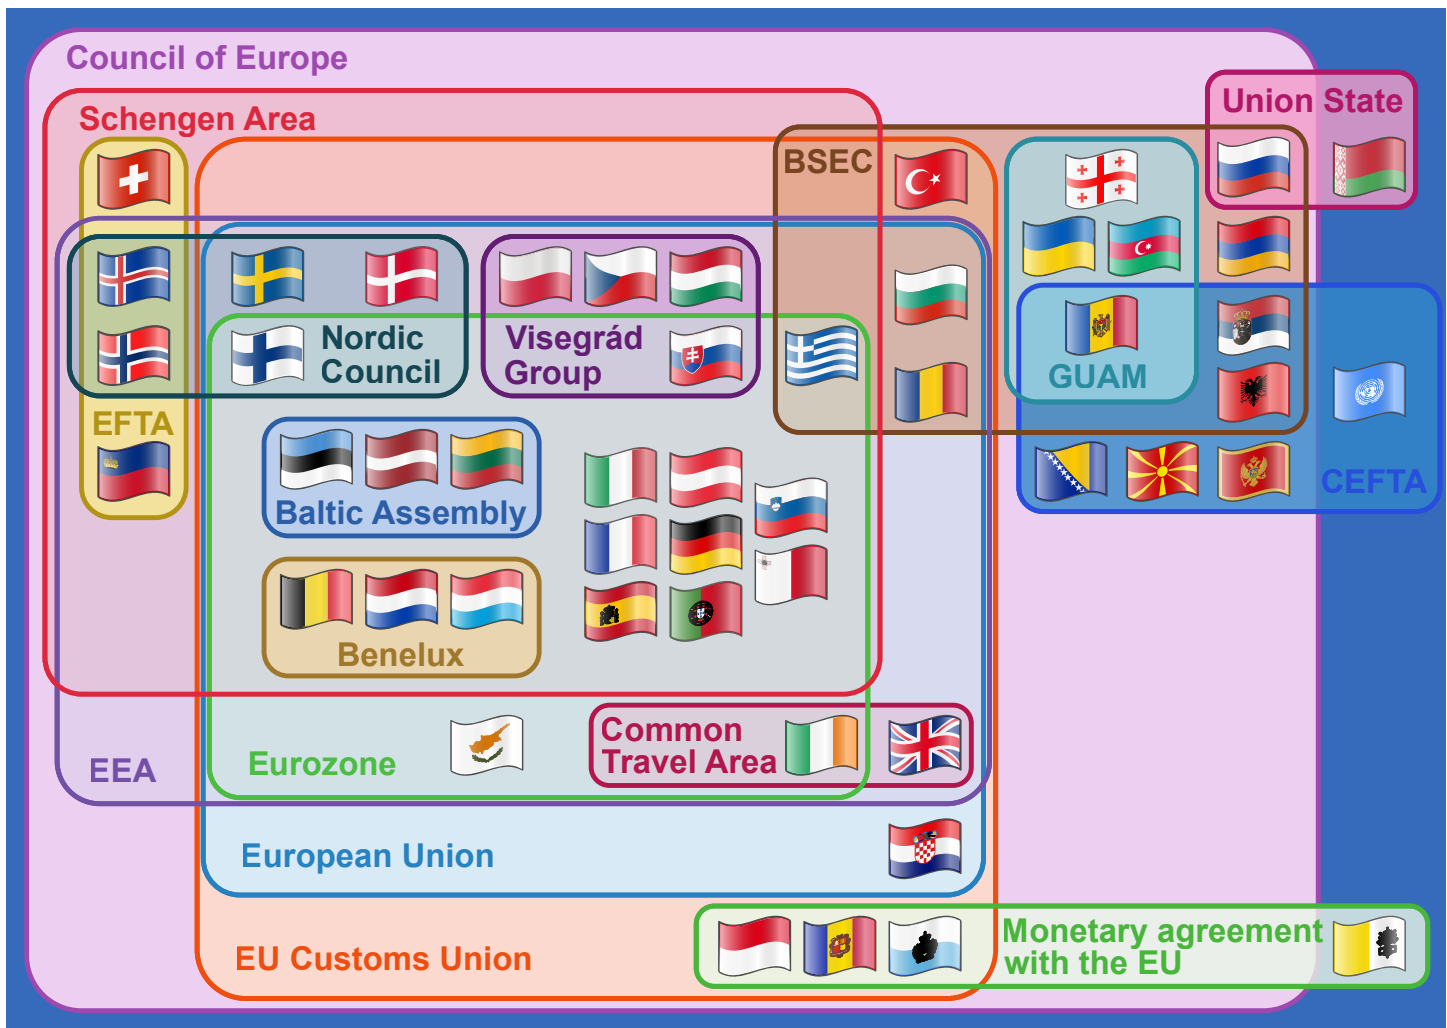 Council of Europe
Schengen Area
Union State
BSEC
Nordic
Council
Visegrád
Group
GUAM
EFTA
CEFTA
Baltic Assembly
Benelux
Common
Travel Area
EEA
Eurozone
European Union
EU Customs Union
Monetary agreement
with the EU